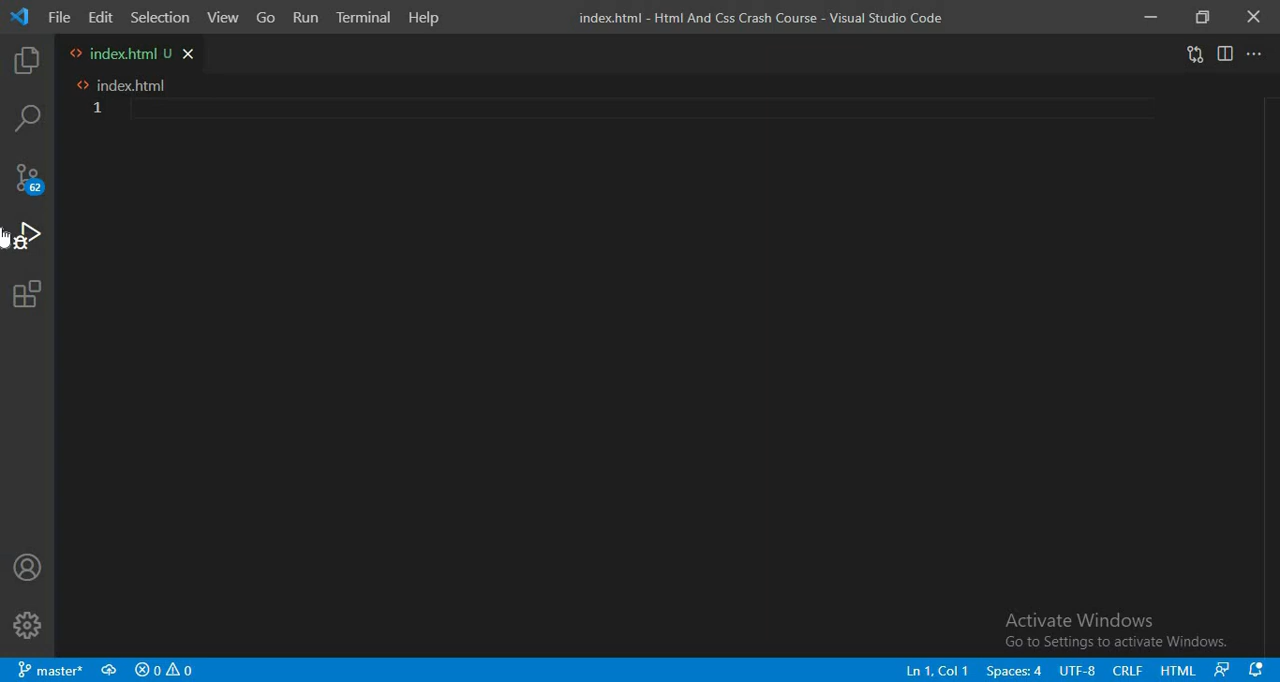 File Edit Selection View Go Run Terminal Help index.html - Html And Css Crash Course - Visual Studio Code
index.html U
index.html
1
62
Activate Windows
Go to Settings to activate Windows.
master* 0 0 Ln 1, Col 1 Spaces: 4 UTF-8 CRLF HTML